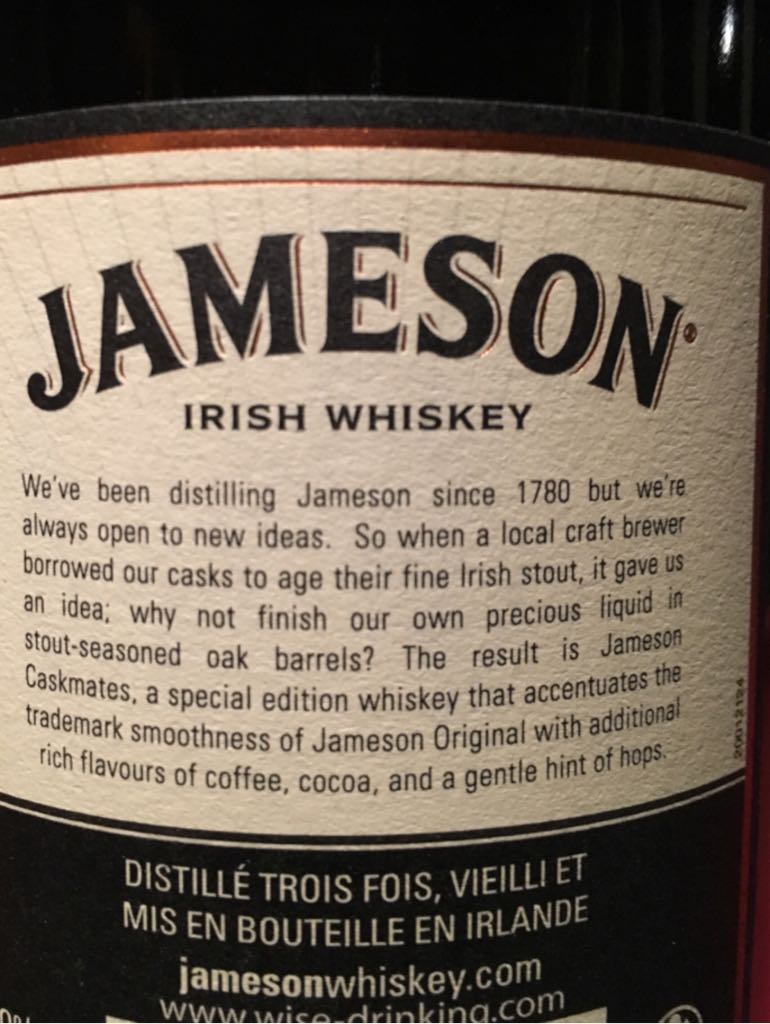 JAMESON
IRISH WHISKEY
We've been distilling Jameson since 1780 but we're
always open to new ideas. So when a local craft brewer
borrowed our casks to age their fine Irish stout, it gave us
an idea; why not finish our own precious liquid in
stout-seasoned oak barrels? The result is Jameson
Caskmates, a special edition whiskey that accentuates the
trademark smoothness of Jameson Original with additional
rich flavours of coffee, cocoa, and a gentle hint of hops.
DISTILLÉ TROIS FOIS, VIEILLI ET
MIS EN BOUTEILLE EN IRLANDE
jamesonwhiskey.com
www.wise-drinking.com